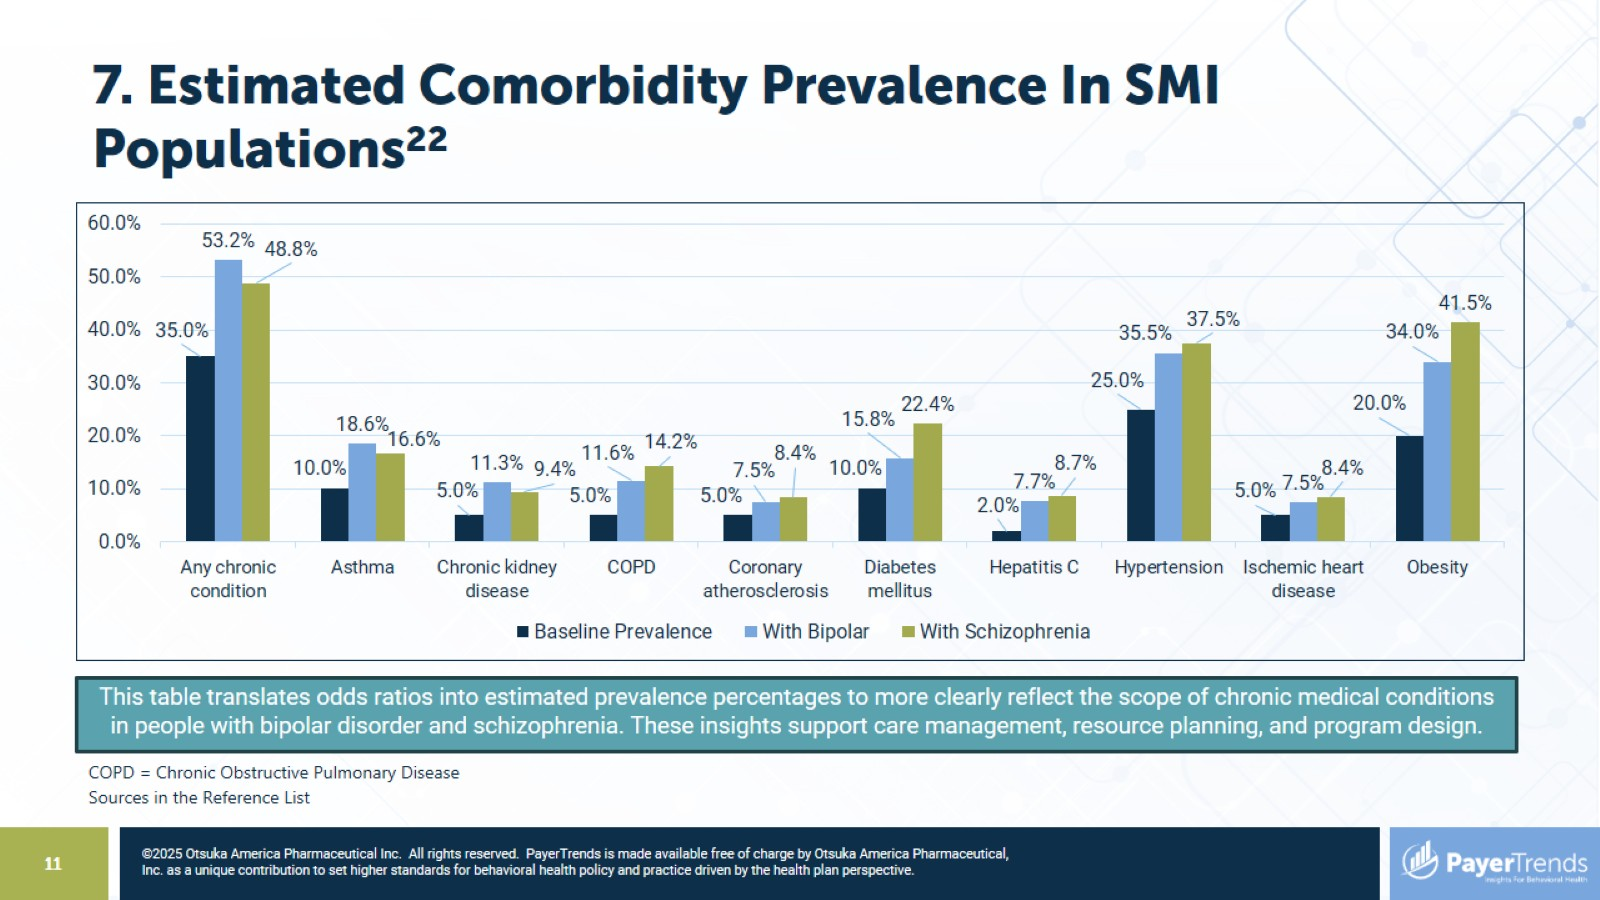 7. Estimated Comorbidity Prevalence In SMI
Populations²²
60.0%
50.0%
40.0%
30.0%
20.0%
10.0%
0.0%
35.0%
53.2%
48.8%
10.0%
18.6%
16.6%
5.0%
11.3%
9.4%
5.0%
11.6%
14.2%
5.0%
7.5%
8.4%
10.0%
15.8%
22.4%
2.0%
7.7%
8.7%
25.0%
35.5%
37.5%
5.0%
7.5%
8.4%
20.0%
34.0%
41.5%
Any chronic
condition
Asthma
Chronic kidney
disease
COPD
Coronary
atherosclerosis
Diabetes
mellitus
Hepatitis C
Hypertension
Ischemic heart
disease
Obesity
Baseline Prevalence
With Bipolar
With Schizophrenia
This table translates odds ratios into estimated prevalence percentages to more clearly reflect the scope of chronic medical conditions
in people with bipolar disorder and schizophrenia. These insights support care management, resource planning, and program design.
COPD = Chronic Obstructive Pulmonary Disease
Sources in the Reference List
11
©2025 Otsuka America Pharmaceutical Inc. All rights reserved. PayerTrends is made available free of charge by Otsuka America Pharmaceutical,
Inc. as a unique contribution to set higher standards for behavioral health policy and practice driven by the health plan perspective.
PayerTrends
Insights For Behavioral Health